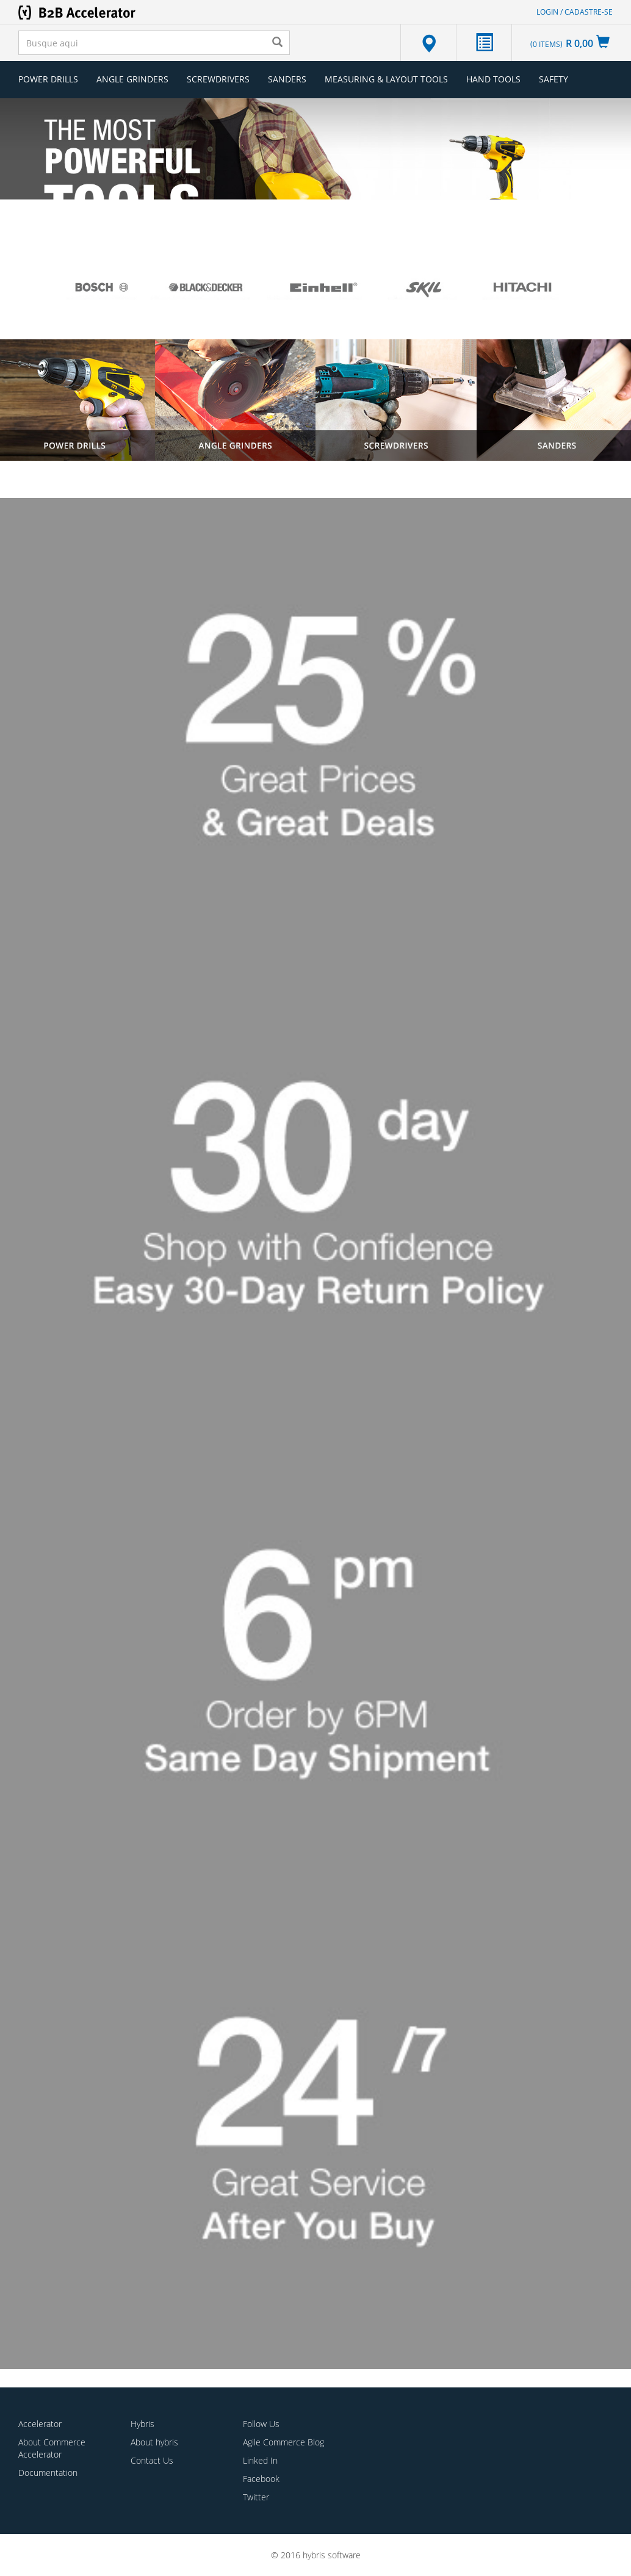 B2B Accelerator
LOGIN / CADASTRE-SE
Busque aqui
(0 ITEMS) R 0,00
POWER DRILLS ANGLE GRINDERS SCREWDRIVERS SANDERS MEASURING & LAYOUT TOOLS HAND TOOLS SAFETY
THE MOST
POWERFUL
TOOLS
BOSCH BLACK&DECKER Einhell® SKIL HITACHI
POWER DRILLS ANGLE GRINDERS SCREWDRIVERS SANDERS
25 %
Great Prices
& Great Deals
30 day
Shop with Confidence
Easy 30-Day Return Policy
6 pm
Order by 6PM
Same Day Shipment
24 /7
Great Service
After You Buy
Accelerator
About Commerce
Accelerator
Documentation
Hybris
About hybris
Contact Us
Follow Us
Agile Commerce Blog
Linked In
Facebook
Twitter
© 2016 hybris software